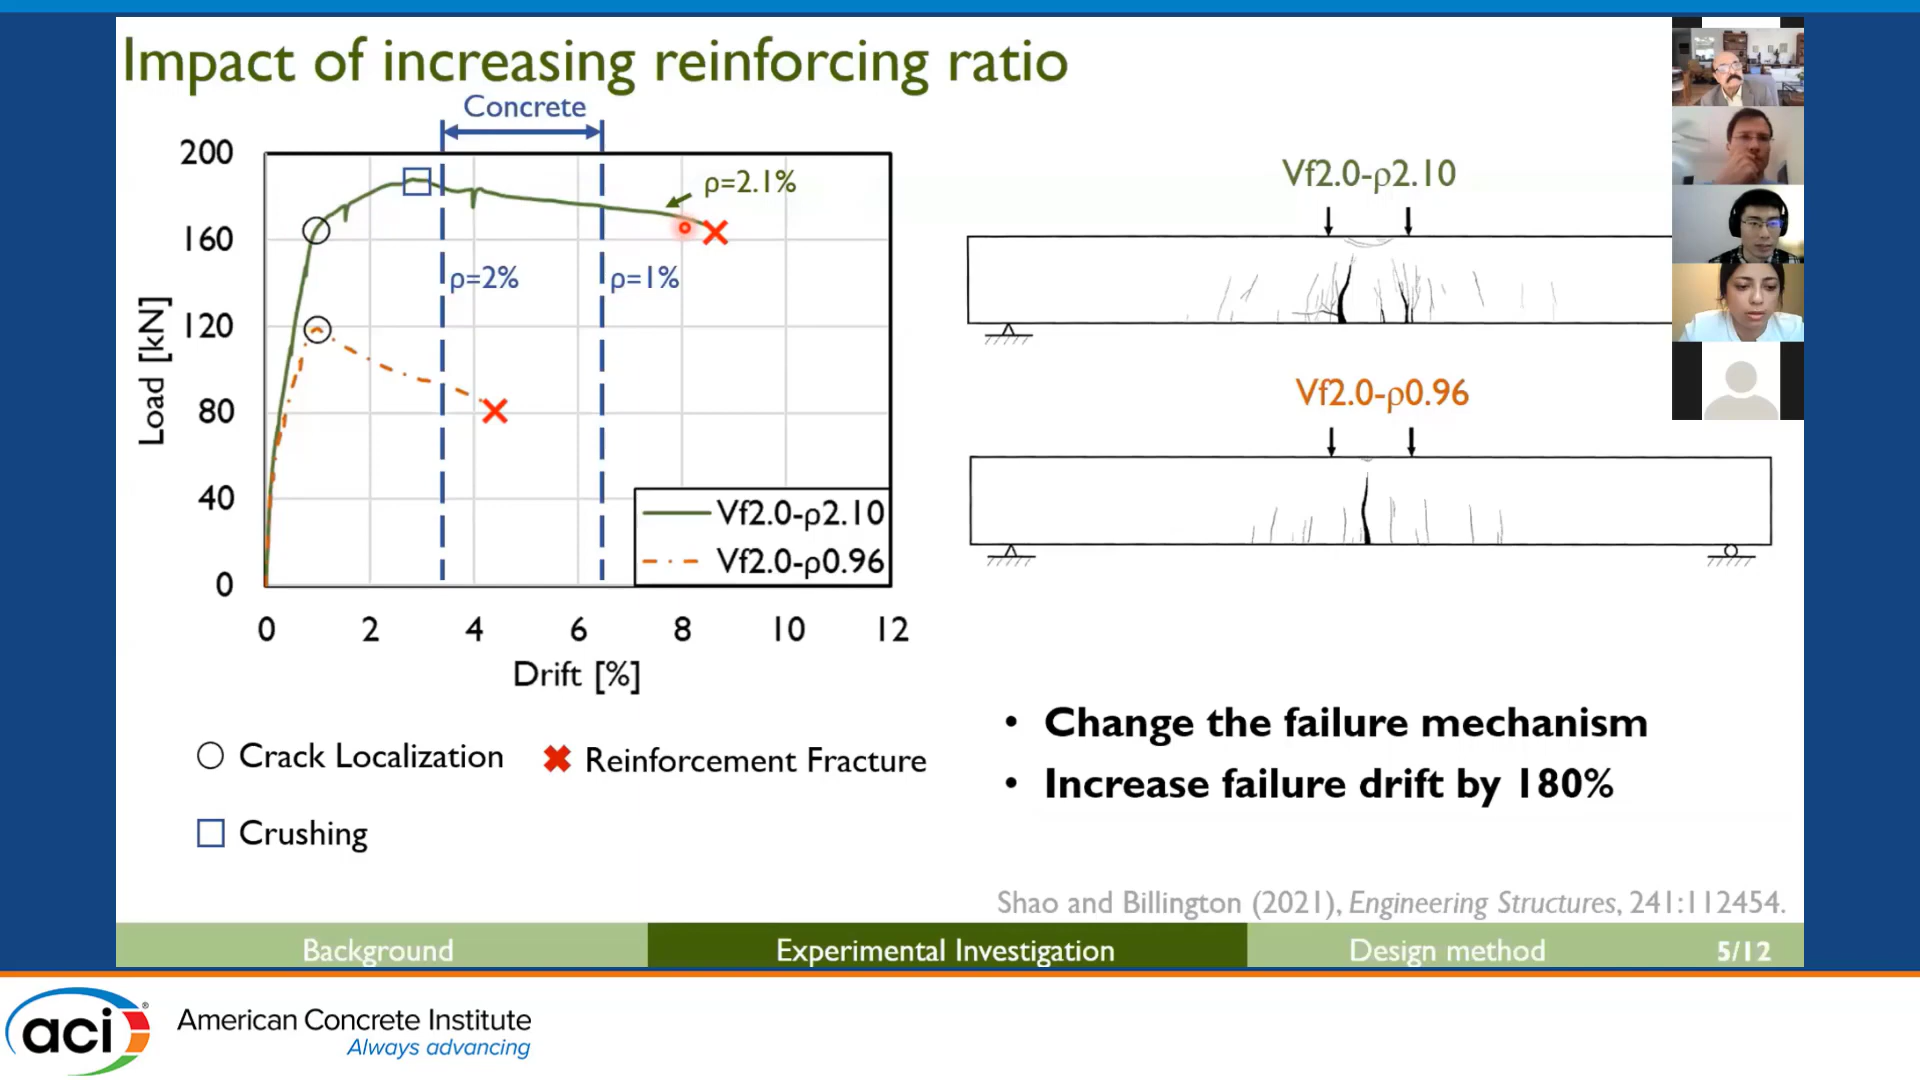 Impact of increasing reinforcing ratio
Concrete
200
160
120
80
40
0
Load [kN]
ρ=2.1%
ρ=2%
ρ=1%
Vf2.0-ρ2.10
Vf2.0-ρ0.96
0 2 4 6 8 10 12
Drift [%]
Crack Localization
Reinforcement Fracture
Crushing
Vf2.0-ρ2.10
Vf2.0-ρ0.96
• Change the failure mechanism
• Increase failure drift by 180%
Shao and Billington (2021), Engineering Structures, 241:112454.
Background
Experimental Investigation
Design method
5/12
aci®
American Concrete Institute
Always advancing